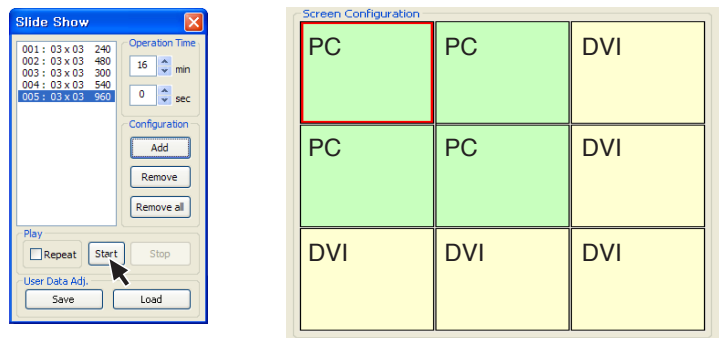 Slide Show
001 : 03 x 03 240
002 : 03 x 03 480
003 : 03 x 03 300
004 : 03 x 03 540
005 : 03 x 03 960
Operation Time
16 min
0 sec
Configuration
Add
Remove
Remove all
Play
Repeat Start Stop
User Data Adj.
Save Load
Screen Configuration
PC PC DVI
PC PC DVI
DVI DVI DVI